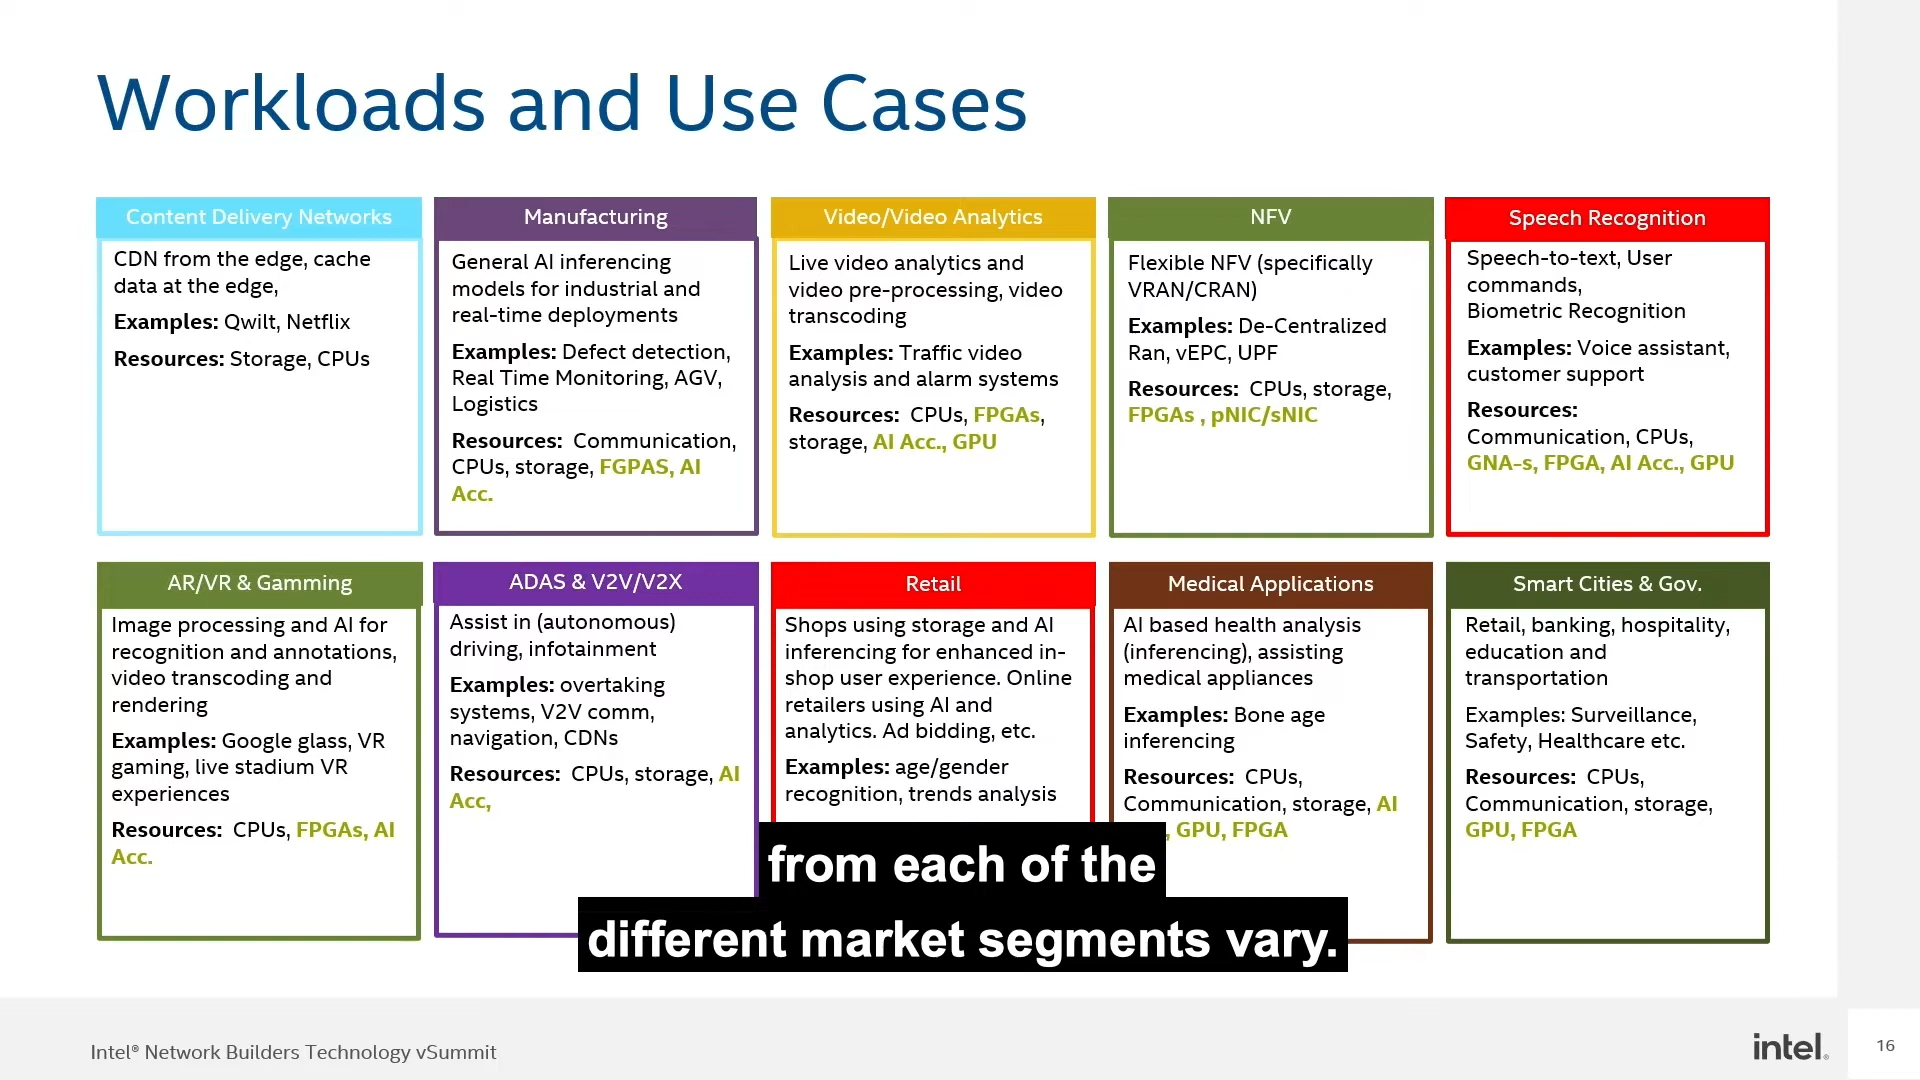 Workloads and Use Cases
Content Delivery Networks
CDN from the edge, cache
data at the edge,
Examples: Qwilt, Netflix
Resources: Storage, CPUs
Manufacturing
General AI inferencing
models for industrial and
real-time deployments
Examples: Defect detection,
Real Time Monitoring, AGV,
Logistics
Resources: Communication,
CPUs, storage, FGPAS, AI
Acc.
Video/Video Analytics
Live video analytics and
video pre-processing, video
transcoding
Examples: Traffic video
analysis and alarm systems
Resources: CPUs, FPGAs,
storage, AI Acc., GPU
NFV
Flexible NFV (specifically
VRAN/CRAN)
Examples: De-Centralized
Ran, vEPC, UPF
Resources: CPUs, storage,
FPGAs , pNIC/sNIC
Speech Recognition
Speech-to-text, User
commands,
Biometric Recognition
Examples: Voice assistant,
customer support
Resources:
Communication, CPUs,
GNA-s, FPGA, AI Acc., GPU
AR/VR & Gamming
Image processing and AI for
recognition and annotations,
video transcoding and
rendering
Examples: Google glass, VR
gaming, live stadium VR
experiences
Resources: CPUs, FPGAs, AI
Acc.
ADAS & V2V/V2X
Assist in (autonomous)
driving, infotainment
Examples: overtaking
systems, V2V comm,
navigation, CDNs
Resources: CPUs, storage, AI
Acc,
Retail
Shops using storage and AI
inferencing for enhanced in-
shop user experience. Online
retailers using AI and
analytics. Ad bidding, etc.
Examples: age/gender
recognition, trends analysis
Medical Applications
AI based health analysis
(inferencing), assisting
medical appliances
Examples: Bone age
inferencing
Resources: CPUs,
Communication, storage, AI
, GPU, FPGA
Smart Cities & Gov.
Retail, banking, hospitality,
education and
transportation
Examples: Surveillance,
Safety, Healthcare etc.
Resources: CPUs,
Communication, storage,
GPU, FPGA
from each of the
different market segments vary.
Intel® Network Builders Technology vSummit
intel.
16